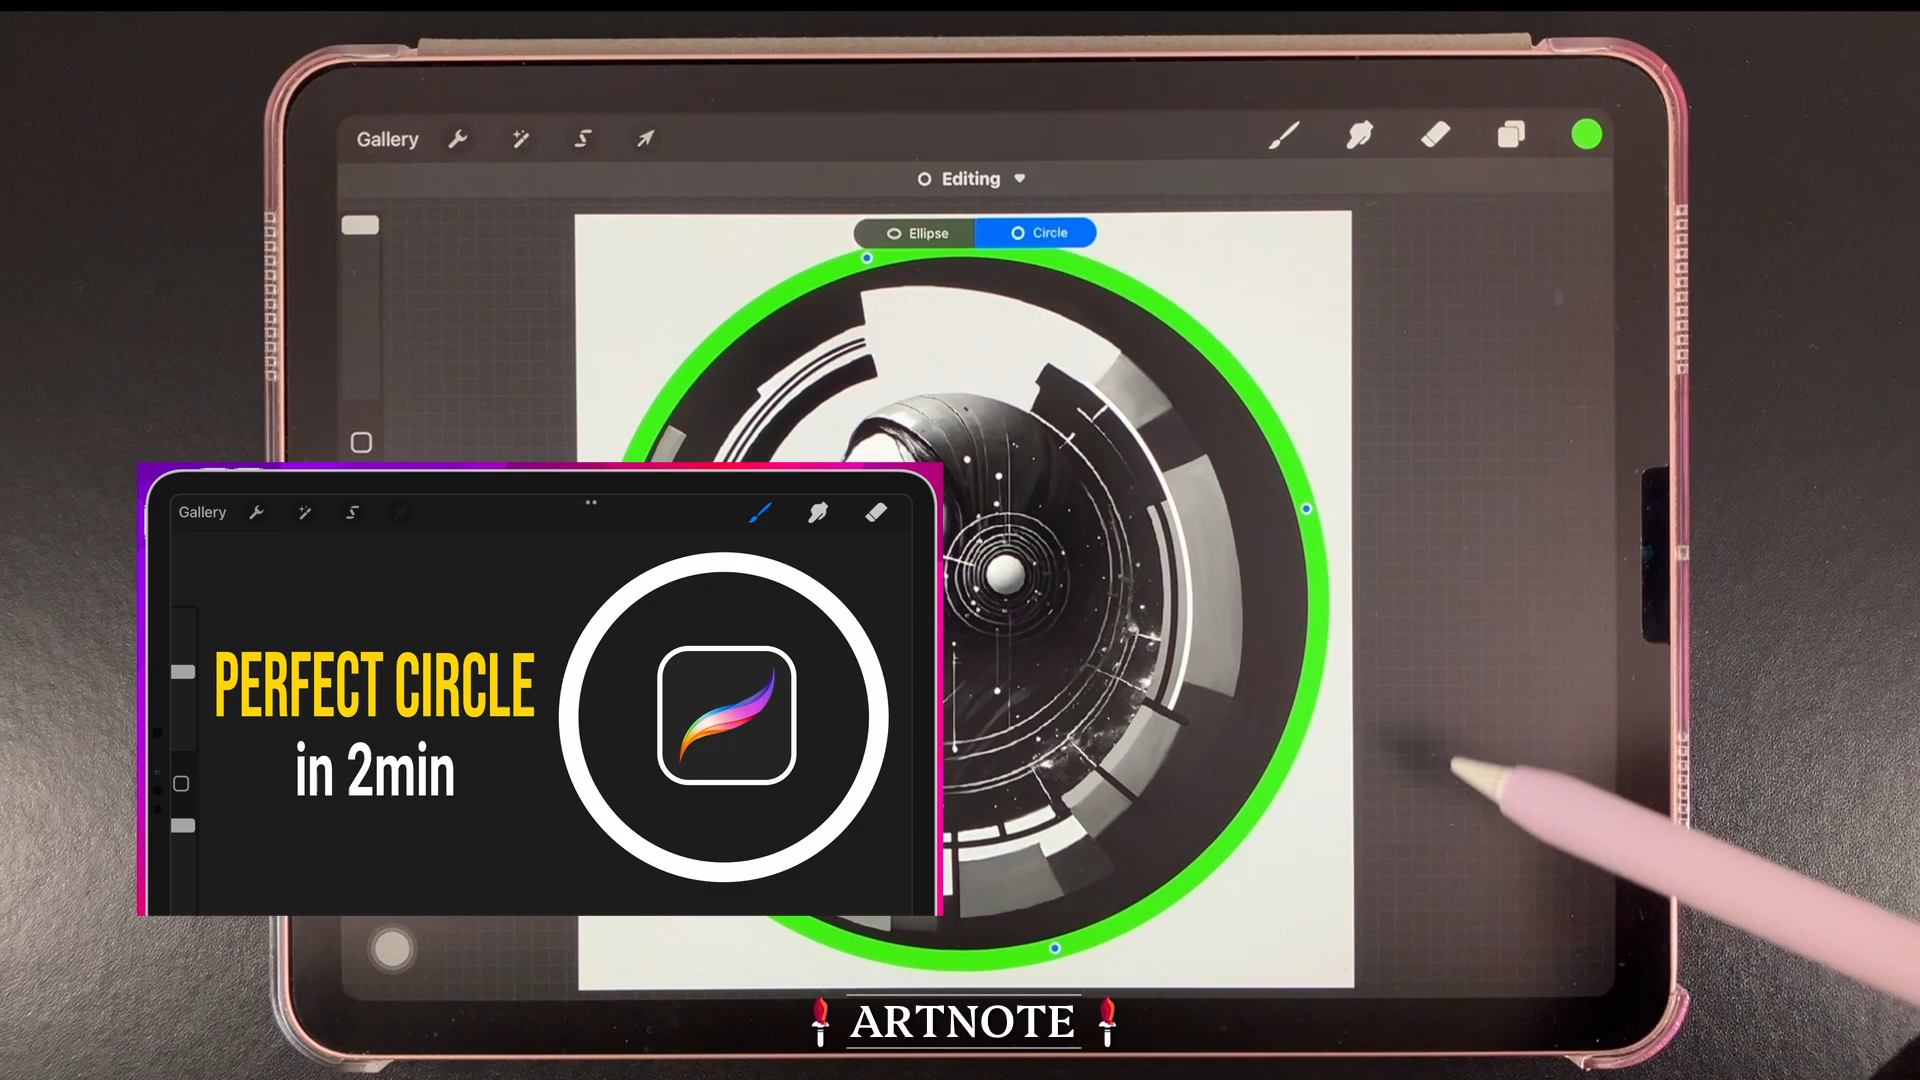 Gallery
Editing
Ellipse
Circle
Gallery
PERFECT CIRCLE
in 2min
ARTNOTE